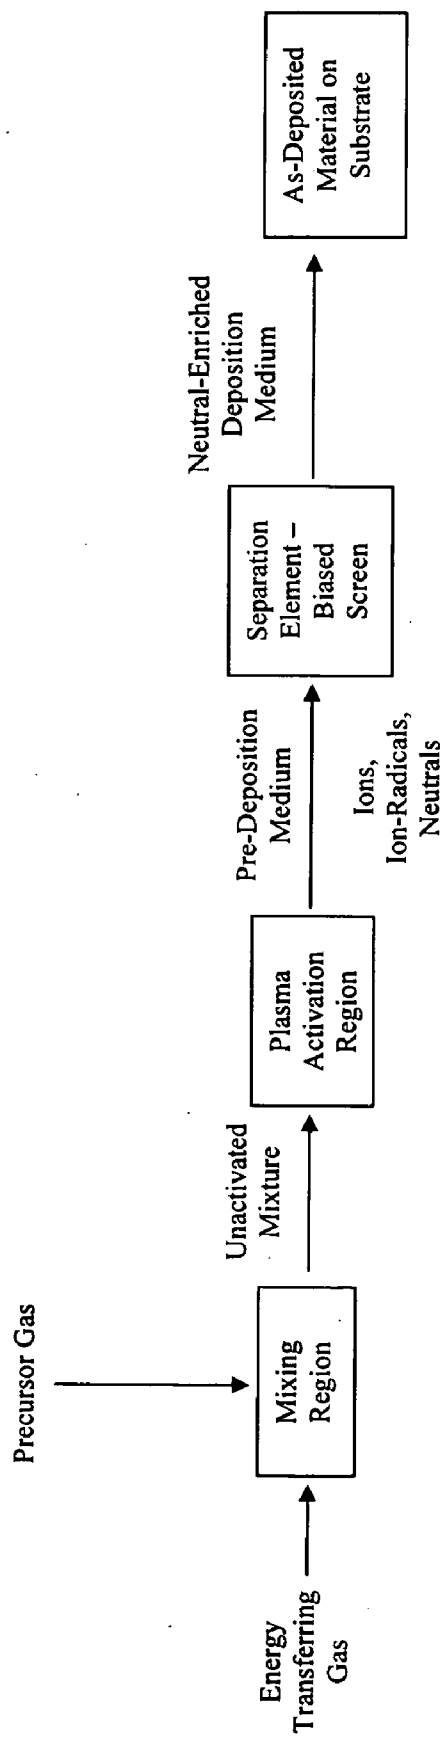 Precursor Gas
Energy
Transferring
Gas
Mixing
Region
Unactivated
Mixture
Plasma
Activation
Region
Pre-Deposition
Medium
Ions,
Ion-Radicals,
Neutrals
Separation
Element –
Biased
Screen
Neutral-Enriched
Deposition
Medium
As-Deposited
Material on
Substrate